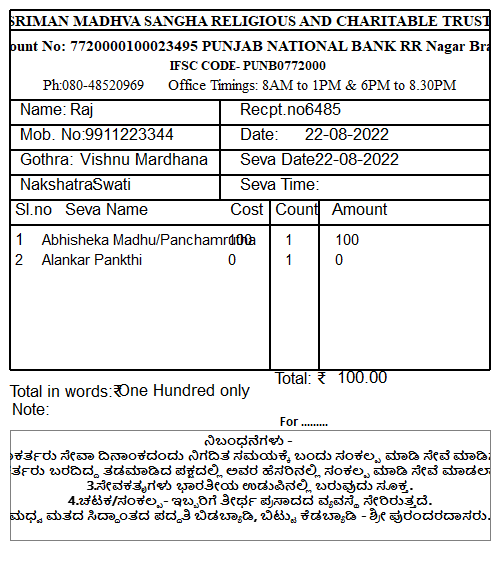 SRIMAN MADHVA SANGHA RELIGIOUS AND CHARITABLE TRUST
ount No: 7720000100023495 PUNJAB NATIONAL BANK RR Nagar Bra
IFSC CODE- PUNB0772000
Ph:080-48520969 Office Timings: 8AM to 1PM & 6PM to 8.30PM
Name: Raj Recpt.no6485
Mob. No:9911223344 Date: 22-08-2022
Gothra: Vishnu Mardhana Seva Date22-08-2022
NakshatraSwati Seva Time:
Sl.no Seva Name Cost Count Amount
1 Abhisheka Madhu/Panchamrutha 100 1 100
2 Alankar Pankthi 0 1 0
Total: ₹ 100.00
Total in words:₹One Hundred only
Note:
For .........
ನಿಬಂಧನೆಗಳು -
ಕರ್ತರು ಸೇವಾ ದಿನಾಂಕದಂದು ನಿಗದಿತ ಸಮಯಕ್ಕೆ ಬಂದು ಸಂಕಲ್ಪ ಮಾಡಿ ಸೇವೆ ಮಾಡಿಸ
ರ್ತರು ಬರದಿದ್ದ ತಡಮಾಡಿದ ಪಕ್ಷದಲ್ಲಿ ಅವರ ಹೆಸರಿನಲ್ಲಿ ಸಂಕಲ್ಪ ಮಾಡಿ ಸೇವೆ ಮಾಡಲಾ
3.ಸೇವಕರ್ತೃಗಳು ಭಾರತೀಯ ಉಡುಪಿನಲ್ಲಿ ಬರುವುದು ಸೂಕ್ತ.
4.ಚಟಕ/ಸಂಕಲ್ಪ- ಇಬ್ಬರಿಗೆ ತೀರ್ಥ ಪ್ರಸಾದದ ವ್ಯವಸ್ಥೆ ಸೇರಿರುತ್ತದೆ.
ಮಧ್ವ ಮತದ ಸಿದ್ಧಾಂತದ ಪದ್ಧತಿ ಬಿಡಬ್ಯಾಡಿ, ಬಿಟ್ಟು ಕೆಡಬ್ಯಾಡಿ - ಶ್ರೀ ಪುರಂದರದಾಸರು.